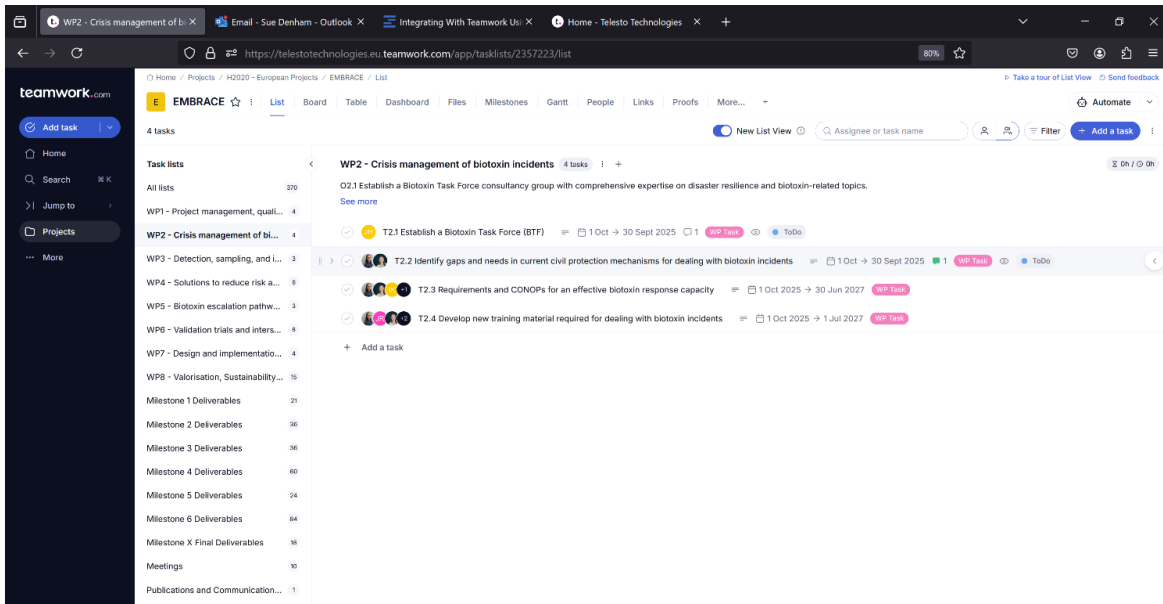 WP2 - Crisis management of bi
Email - Sue Denham - Outlook
Integrating With Teamwork Usi
Home - Telesto Technologies
https://telestotechnologies.eu.teamwork.com/app/tasklists/2357223/list
80%
teamwork.com
Add task
Home
Search
⌘ K
Jump to
Projects
More
Home / Projects / H2020 - European Projects / EMBRACE / List
Take a tour of List View
Send feedback
E
EMBRACE
List
Board
Table
Dashboard
Files
Milestones
Gantt
People
Links
Proofs
More...
Automate
4 tasks
New List View
Assignee or task name
Filter
Add a task
Task lists
All lists 370
WP1 - Project management, quali... 4
WP2 - Crisis management of bi... 4
WP3 - Detection, sampling, and i... 3
WP4 - Solutions to reduce risk a... 6
WP5 - Biotoxin escalation pathw... 3
WP6 - Validation trials and inters... 8
WP7 - Design and implementatio... 4
WP8 - Valorisation, Sustainability... 15
Milestone 1 Deliverables 21
Milestone 2 Deliverables 36
Milestone 3 Deliverables 36
Milestone 4 Deliverables 60
Milestone 5 Deliverables 24
Milestone 6 Deliverables 84
Milestone X Final Deliverables 18
Meetings 10
Publications and Communication... 1
WP2 - Crisis management of biotoxin incidents 4 tasks
0h / 0h
O2.1 Establish a Biotoxin Task Force consultancy group with comprehensive expertise on disaster resilience and biotoxin-related topics.
See more
JH T2.1 Establish a Biotoxin Task Force (BTF) 1 Oct → 30 Sept 2025 1 WP Task ToDo
T2.2 Identify gaps and needs in current civil protection mechanisms for dealing with biotoxin incidents 1 Oct → 30 Sept 2025 1 WP Task ToDo
+1 T2.3 Requirements and CONOPs for an effective biotoxin response capacity 1 Oct 2025 → 30 Jun 2027 WP Task
JR +2 T2.4 Develop new training material required for dealing with biotoxin incidents 1 Oct 2025 → 1 Jul 2027 WP Task
Add a task